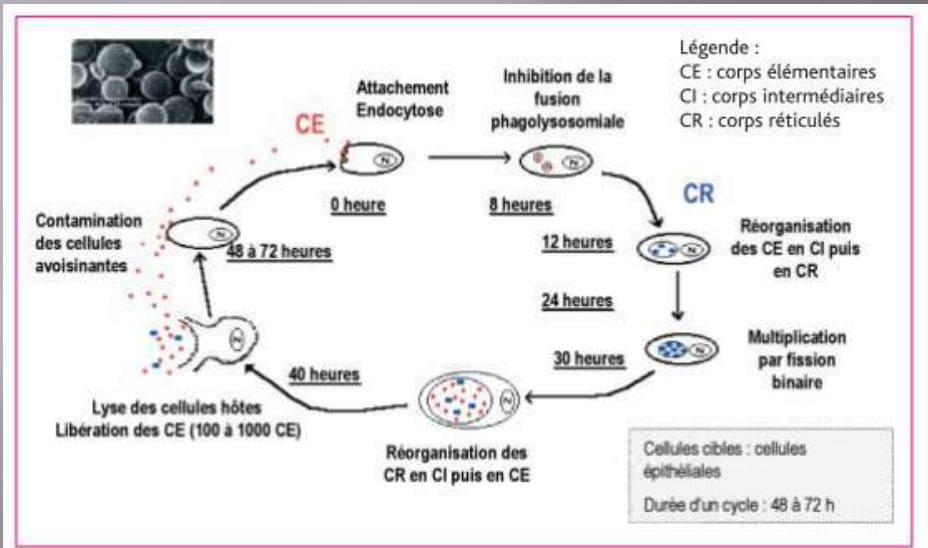 Légende :
CE : corps élémentaires
CI : corps intermédiaires
CR : corps réticulés
Attachement
Endocytose
Inhibition de la
fusion
phagolysosomiale
CE
N
N
0 heure
8 heures
CR
Contamination
des cellules
avoisinantes
N
48 à 72 heures
12 heures
N
Réorganisation
des CE en CI puis
en CR
24 heures
N
Multiplication
par fission
binaire
30 heures
N
40 heures
N
Lyse des cellules hôtes
Libération des CE (100 à 1000 CE)
Réorganisation des
CR en CI puis en CE
Cellules cibles : cellules
épithéliales
Durée d'un cycle : 48 à 72 h